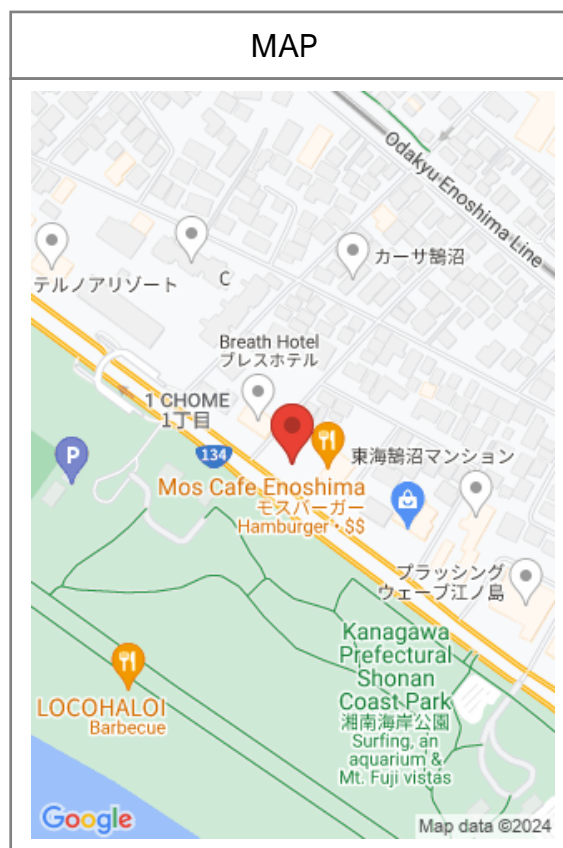 MAP
Odakyu Enoshima Line
カーサ鵠沼
テルノアリゾート
C
Breath Hotel
ブレスホテル
1 CHOME
1丁目
134
P
東海鵠沼マンション
Mos Cafe Enoshima
モスバーガー
Hamburger · $$
プラッシング
ウェーブ江ノ島
Kanagawa
Prefectural
Shonan
Coast Park
湘南海岸公園
Surfing, an
aquarium &
Mt. Fuji vistas
LOCOHALOI
Barbecue
Google
Map data ©2024